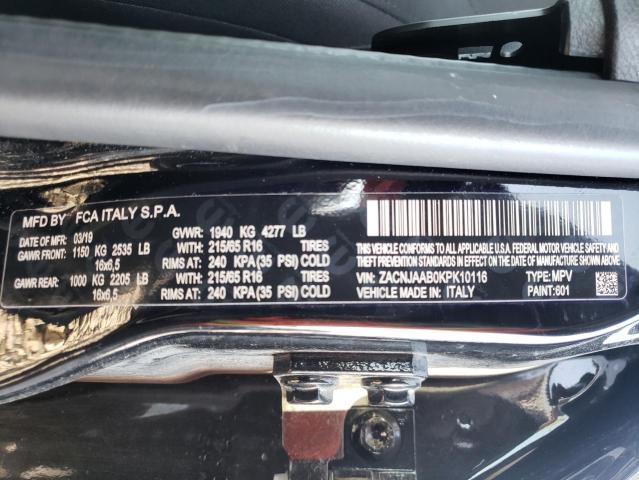 MFD BY FCA ITALY S.P.A.
DATE OF MFR: 03/19 GVWR: 1940 KG 4277 LB
GAWR FRONT: 1150 KG 2535 LB WITH: 215/65 R16 TIRES
16x6,5 RIMS AT: 240 KPA(35 PSI) COLD
GAWR REAR: 1000 KG 2205 LB WITH: 215/65 R16 TIRES
16x6,5 RIMS AT: 240 KPA(35 PSI) COLD
THIS VEHICLE CONFORMS TO ALL APPLICABLE
FEDERAL MOTOR VEHICLE SAFETY, BUMPER AND
THEFT PREVENTION STANDARDS IN EFFECT ON THE
DATE OF MANUFACTURE SHOWN ABOVE.
VIN: ZACNJAAB0KPK10116 TYPE: MPV
VEHICLE MADE IN: ITALY PAINT:601